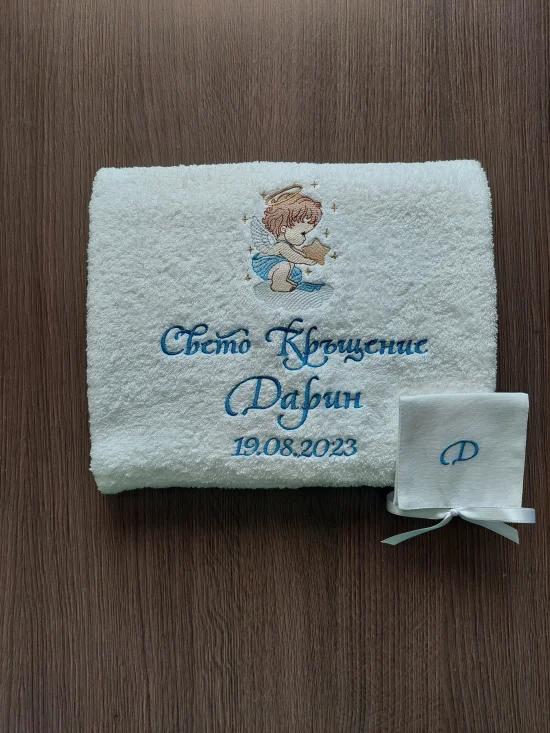 Свето Кръщение
Дарин
19.08.2023
D